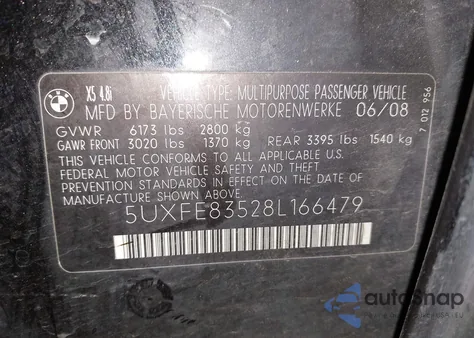 BMW
X5 4.8i
VEHICLE TYPE: MULTIPURPOSE PASSENGER VEHICLE
MFD BY BAYERISCHE MOTORENWERKE 06/08
GVWR 6173 lbs 2800 kg
GAWR FRONT 3020 lbs 1370 kg REAR 3395 lbs 1540 kg
THIS VEHICLE CONFORMS TO ALL APPLICABLE
FEDERAL MOTOR VEHICLE SAFETY AND THEFT
PREVENTION STANDARDS IN EFFECT ON THE DATE OF
MANUFACTURE SHOWN ABOVE
5UXFE83528L166479
7 012 956
autoSnap